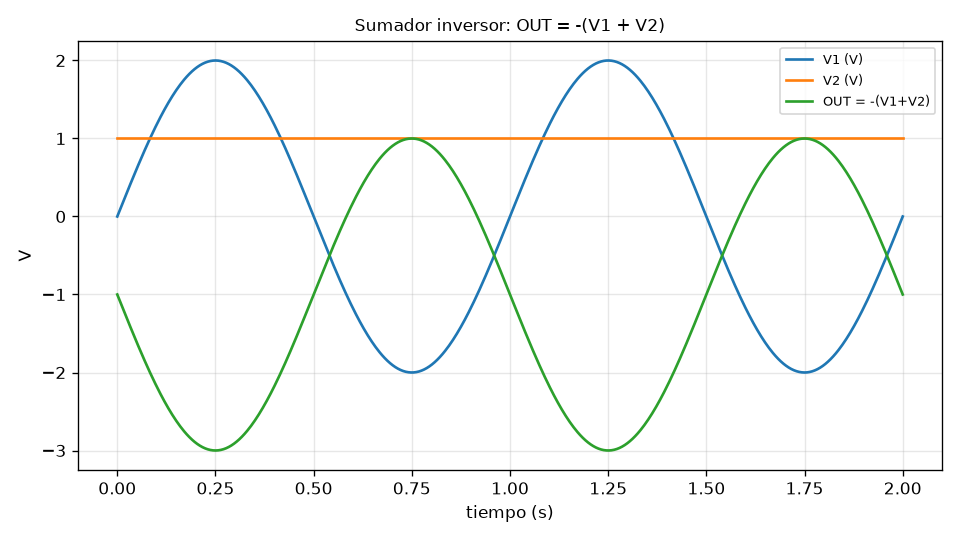 Sumador inversor: OUT = -(V1 + V2)
V1 (V)
V2 (V)
OUT = -(V1+V2)
2
1
0
−1
−2
−3
V
0.00 0.25 0.50 0.75 1.00 1.25 1.50 1.75 2.00
tiempo (s)